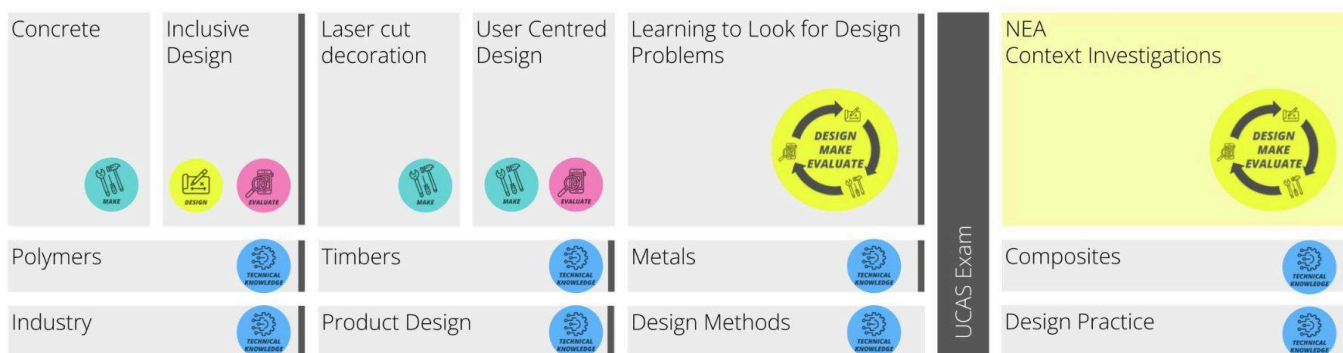 Concrete
MAKE
Inclusive
Design
DESIGN
EVALUATE
Laser cut
decoration
MAKE
User Centred
Design
MAKE
EVALUATE
Learning to Look for Design
Problems
DESIGN
MAKE
EVALUATE
UCAS Exam
NEA
Context Investigations
DESIGN
MAKE
EVALUATE
Polymers
TECHNICAL
KNOWLEDGE
Timbers
TECHNICAL
KNOWLEDGE
Metals
TECHNICAL
KNOWLEDGE
Composites
TECHNICAL
KNOWLEDGE
Industry
TECHNICAL
KNOWLEDGE
Product Design
TECHNICAL
KNOWLEDGE
Design Methods
TECHNICAL
KNOWLEDGE
Design Practice
TECHNICAL
KNOWLEDGE